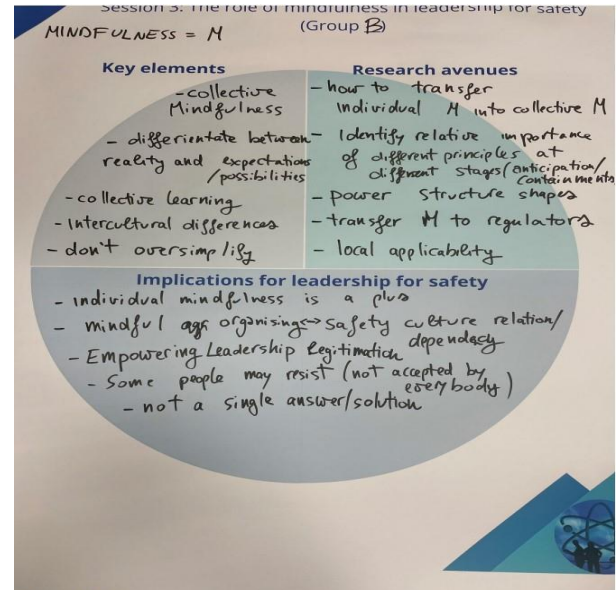 Session 3: The role of mindfulness in leadership for safety
(Group B)
MINDFULNESS = M
Key elements
- collective
Mindfulness
- differientate between
reality and expectations
/possibilities
- collective learning
- Intercultural differences
- don't oversimplify
Research avenues
- how to transfer
Individual M into collective M
- Identify relative importance
of different principles at
different stages (anticipation/
containments
- power structure shapes
- transfer M to regulators
- local applicability
Implications for leadership for safety
- individual mindfulness is a plus
- mindful organising ↔ safety culture relation/
dependency
- Empowering Leadership Legitimation
- Some people may resist (not accepted by
everybody)
- not a single answer/solution